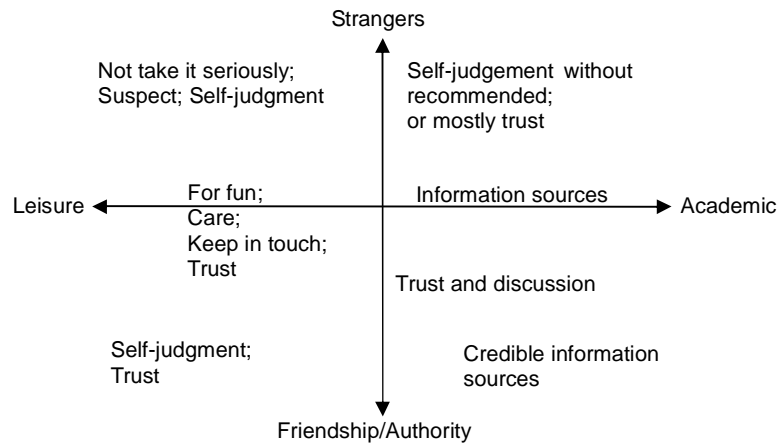 Strangers
Not take it seriously;
Suspect; Self-judgment
Self-judgement without
recommended;
or mostly trust
Leisure
For fun;
Care;
Keep in touch;
Trust
Information sources
Academic
Trust and discussion
Self-judgment;
Trust
Credible information
sources
Friendship/Authority